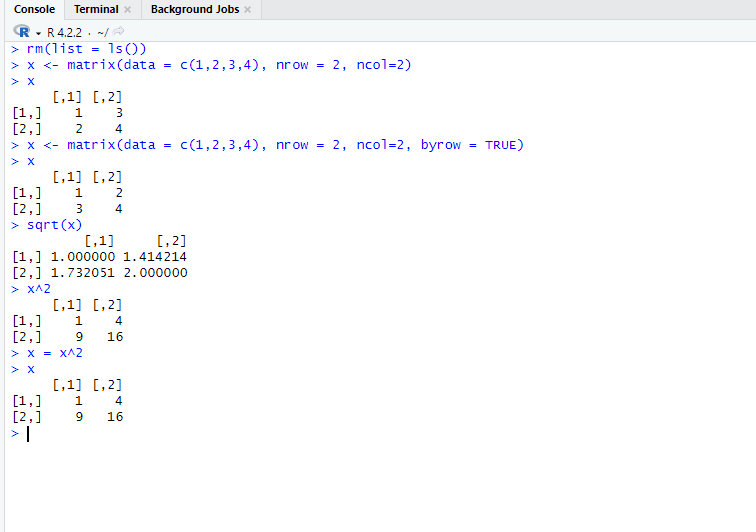 Console Terminal × Background Jobs ×
R R 4.2.2 · ~/
> rm(list = ls())
> x <- matrix(data = c(1,2,3,4), nrow = 2, ncol=2)
> x
     [,1] [,2]
[1,]    1    3
[2,]    2    4
> x <- matrix(data = c(1,2,3,4), nrow = 2, ncol=2, byrow = TRUE)
> x
     [,1] [,2]
[1,]    1    2
[2,]    3    4
> sqrt(x)
         [,1]     [,2]
[1,] 1.000000 1.414214
[2,] 1.732051 2.000000
> x^2
     [,1] [,2]
[1,]    1    4
[2,]    9   16
> x = x^2
> x
     [,1] [,2]
[1,]    1    4
[2,]    9   16
>